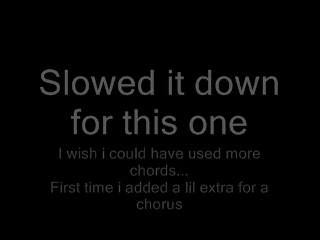 Slowed it down
for this one
I wish i could have used more
chords...
First time i added a lil extra for a
chorus